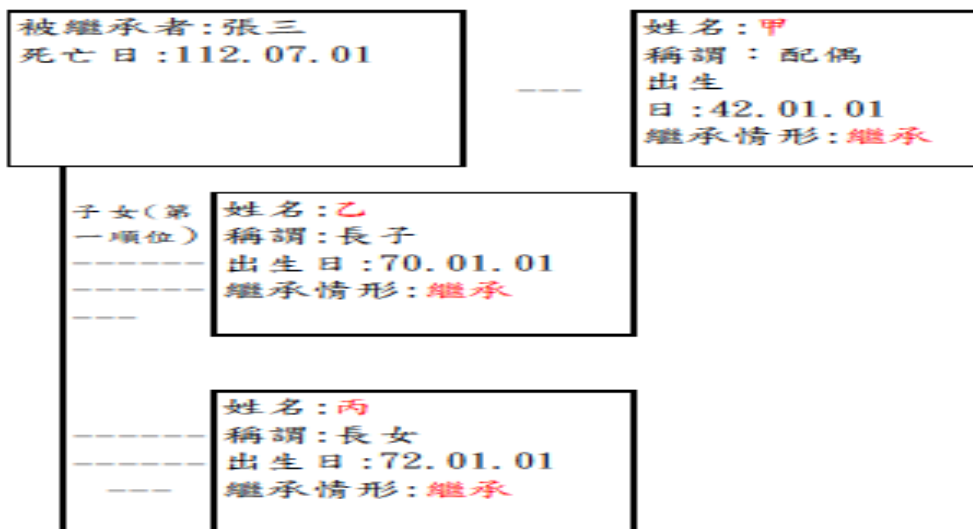 被繼承者:張三
死亡日:112.07.01
姓名:甲
稱謂:配偶
出生
日:42.01.01
繼承情形:繼承
子女(第
一順位)
姓名:乙
稱謂:長子
出生日:70.01.01
繼承情形:繼承
姓名:丙
稱謂:長女
出生日:72.01.01
繼承情形:繼承